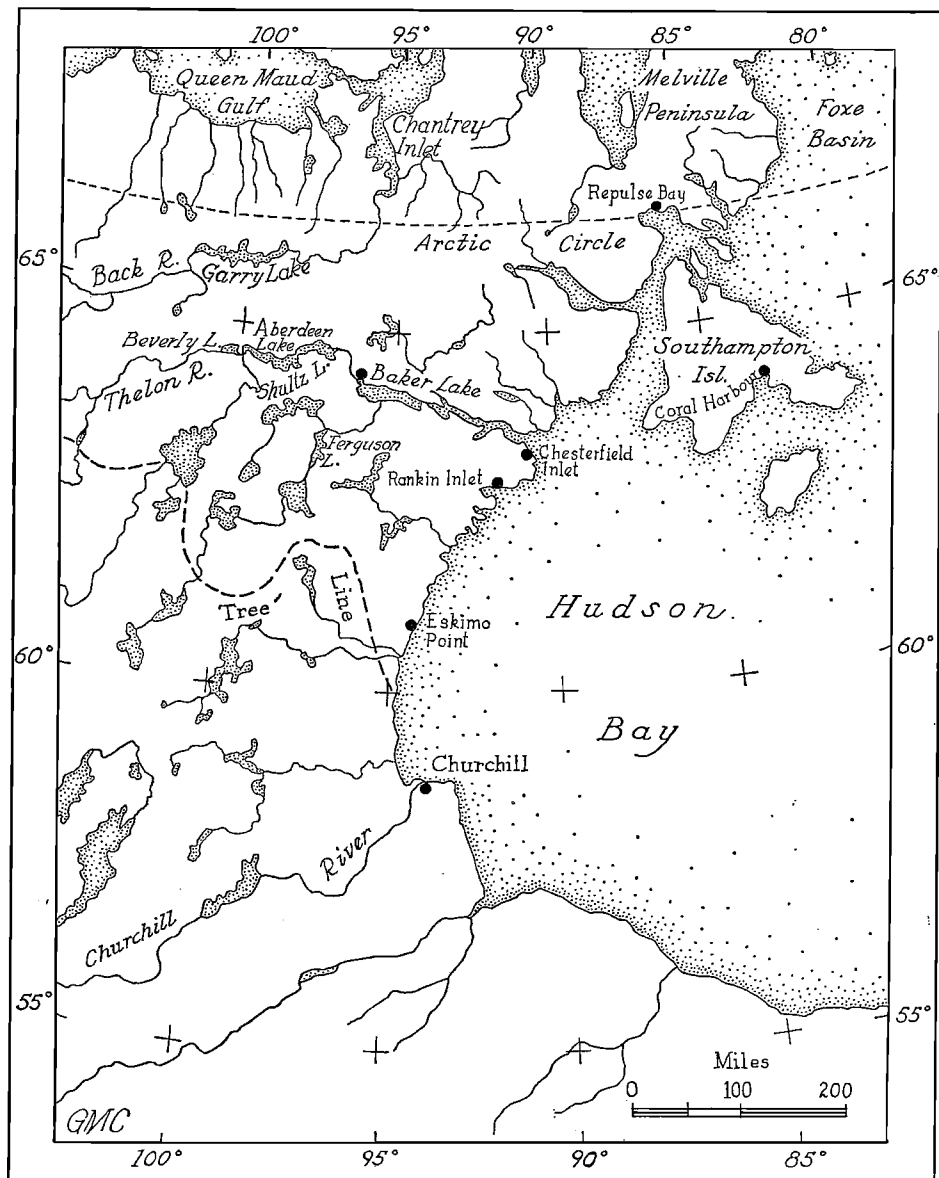 100°
95°
90°
85°
80°
Queen Maud
Gulf
Melville
Peninsula
Foxe
Basin
Chantrey
Inlet
Repulse Bay
Arctic
Circle
65°
65°
Back R.
Garry Lake
Beverly L.
Aberdeen
Lake
Thelon R.
Shultz L.
Baker Lake
Southampton
Isl.
Coral Harbour
Ferguson
L.
Chesterfield
Inlet
Rankin Inlet
Tree
Line
Eskimo
Point
Hudson
Bay
60°
60°
Churchill
River
Churchill
55°
55°
Miles
0
100
200
GMC
100°
95°
90°
85°